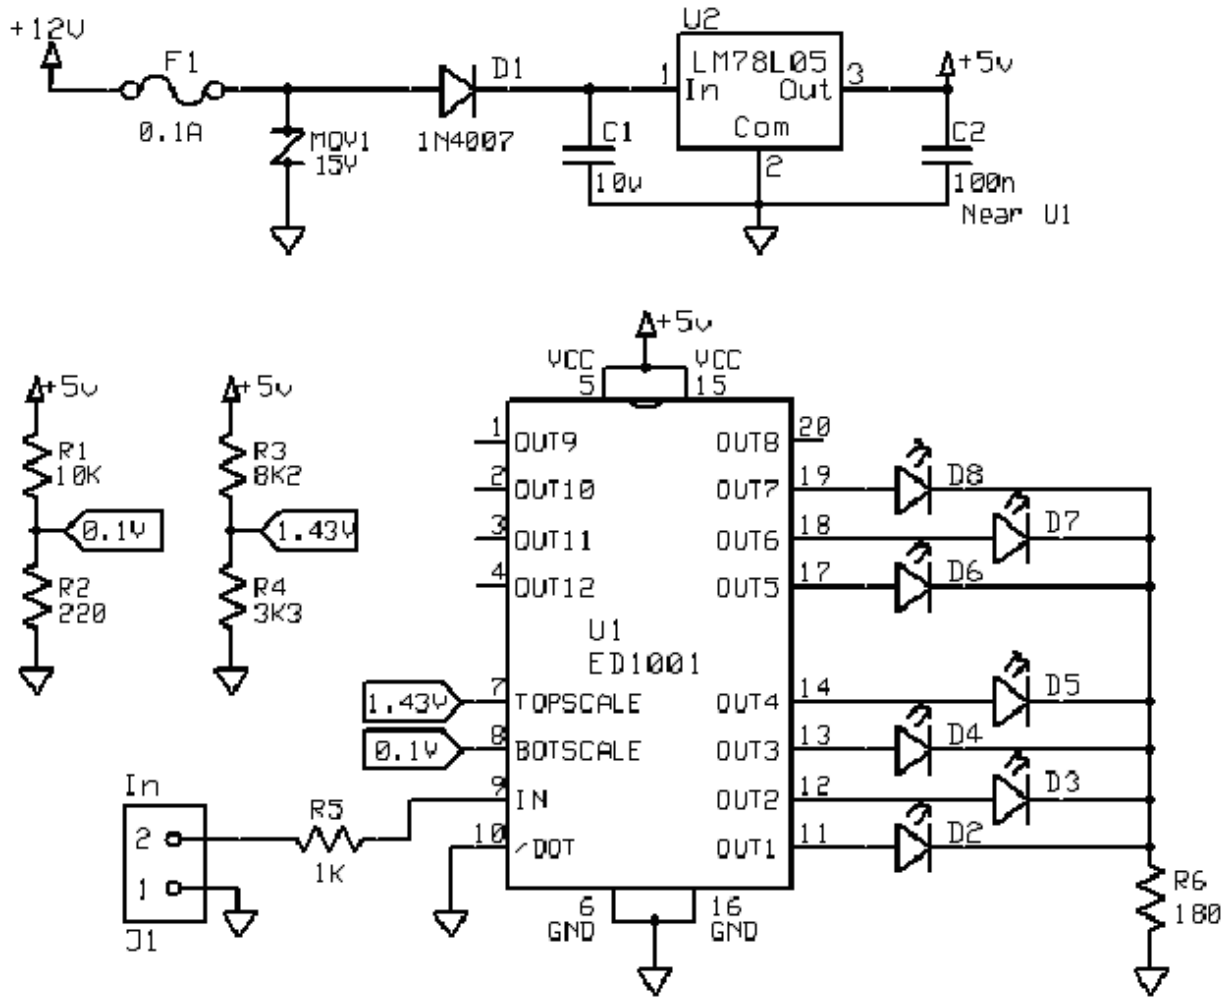 +12V
F1
0.1A
MOV1
15V
D1
1N4007
C1
10u
U2
LM78L05
1
In
Out
3
Com
2
+5v
C2
100n
Near U1
+5v
VCC
5
VCC
15
+5v
R1
10K
0.1V
R2
220
+5v
R3
8K2
1.43V
R4
3K3
1
OUT9
2
OUT10
3
OUT11
4
OUT12
OUT8
20
OUT7
19
D8
OUT6
18
D7
OUT5
17
D6
U1
ED1001
1.43V
7
TOPSCALE
0.1V
8
BOTSCALE
9
IN
10
/DOT
OUT4
14
D5
OUT3
13
D4
OUT2
12
D3
OUT1
11
D2
In
2
1
J1
R5
1K
6
GND
16
GND
R6
180